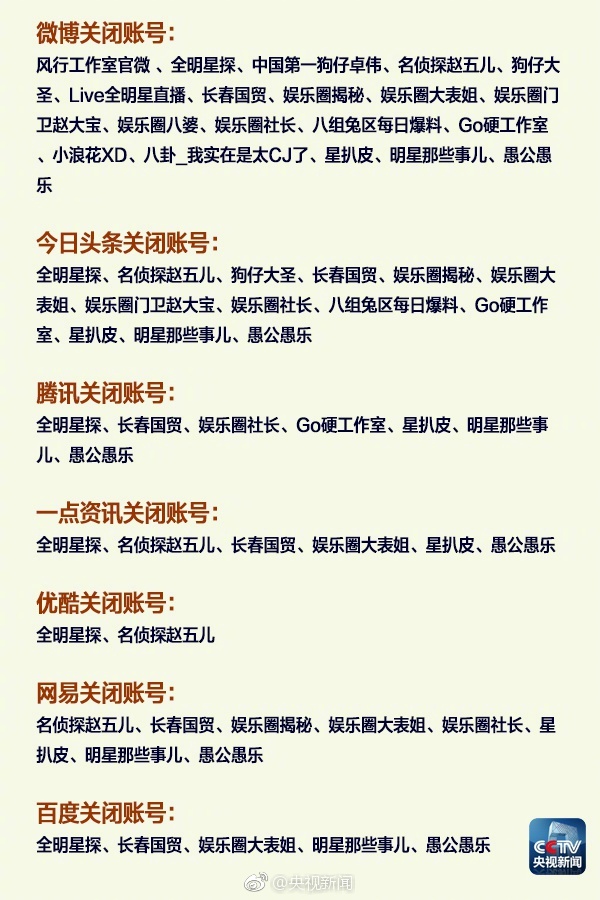 微博关闭账号：
风行工作室官微 、全明星探、中国第一狗仔卓伟、名侦探赵五儿、狗仔大
圣、Live全明星直播、长春国贸、娱乐圈揭秘、娱乐圈大表姐、娱乐圈门
卫赵大宝、娱乐圈八婆、娱乐圈社长、八组兔区每日爆料、Go硬工作室
、小浪花XD、八卦_我实在是太CJ了、星扒皮、明星那些事儿、愚公愚
乐
今日头条关闭账号：
全明星探、名侦探赵五儿、狗仔大圣、长春国贸、娱乐圈揭秘、娱乐圈大
表姐、娱乐圈门卫赵大宝、娱乐圈社长、八组兔区每日爆料、Go硬工作
室、星扒皮、明星那些事儿、愚公愚乐
腾讯关闭账号：
全明星探、长春国贸、娱乐圈社长、Go硬工作室、星扒皮、明星那些事
儿、愚公愚乐
一点资讯关闭账号：
全明星探、名侦探赵五儿、长春国贸、娱乐圈大表姐、星扒皮、愚公愚乐
优酷关闭账号：
全明星探、名侦探赵五儿
网易关闭账号：
名侦探赵五儿、长春国贸、娱乐圈揭秘、娱乐圈大表姐、娱乐圈社长、星
扒皮、明星那些事儿、愚公愚乐
百度关闭账号：
全明星探、长春国贸、娱乐圈大表姐、明星那些事儿、愚公愚乐
CCTV
央视新闻
@央视新闻